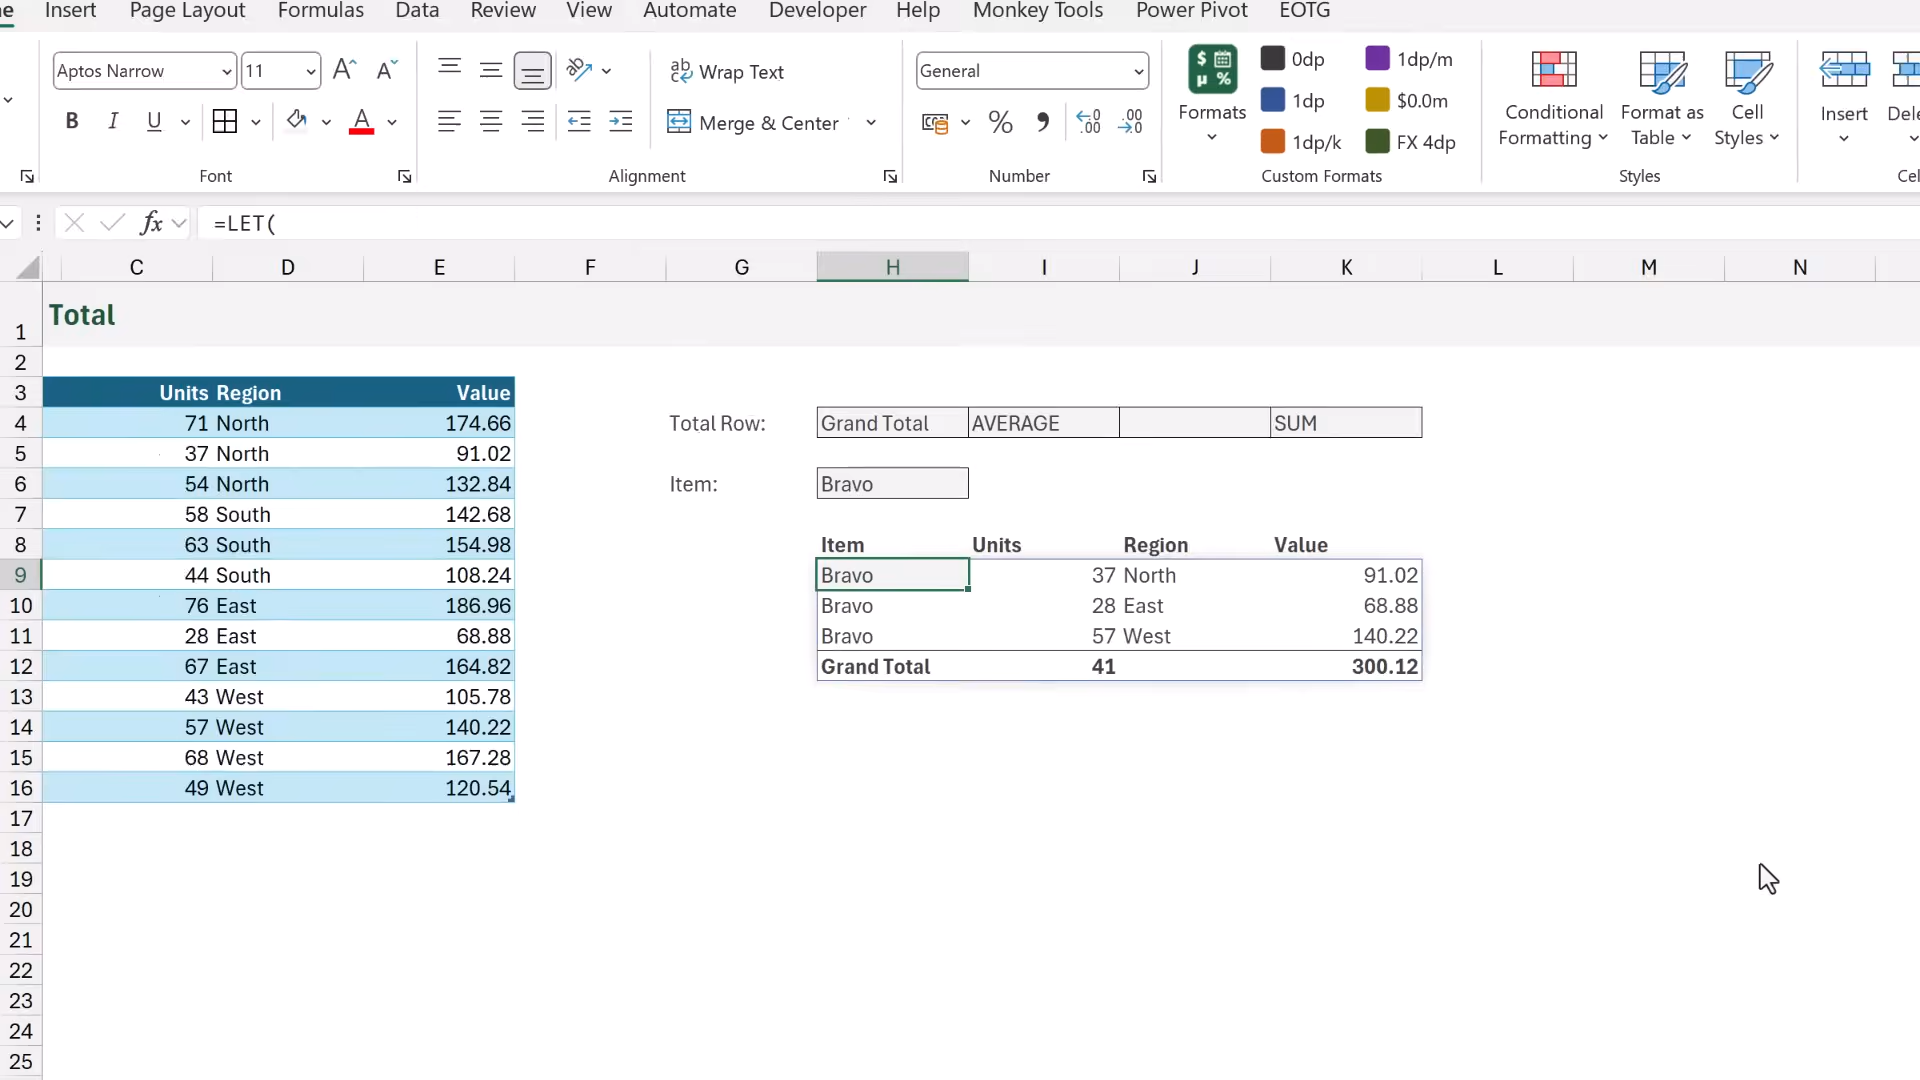 Insert Page Layout Formulas Data Review View Automate Developer Help Monkey Tools Power Pivot EOTG
Aptos Narrow 11 A A ab Wrap Text General 0dp 1dp/m
1dp $0.0m
Formats Conditional Formatting Format as Table Cell Styles Insert
B I U A Merge & Center % 1dp/k FX 4dp
Font Alignment Number Custom Formats Styles
fx =LET(
C D E F G H I J K L M N
1 Total
2
3 Units Region Value
4 71 North 174.66 Total Row: Grand Total AVERAGE SUM
5 37 North 91.02
6 54 North 132.84 Item: Bravo
7 58 South 142.68
8 63 South 154.98 Item Units Region Value
9 44 South 108.24 Bravo 37 North 91.02
10 76 East 186.96 Bravo 28 East 68.88
11 28 East 68.88 Bravo 57 West 140.22
12 67 East 164.82 Grand Total 41 300.12
13 43 West 105.78
14 57 West 140.22
15 68 West 167.28
16 49 West 120.54
17
18
19
20
21
22
23
24
25